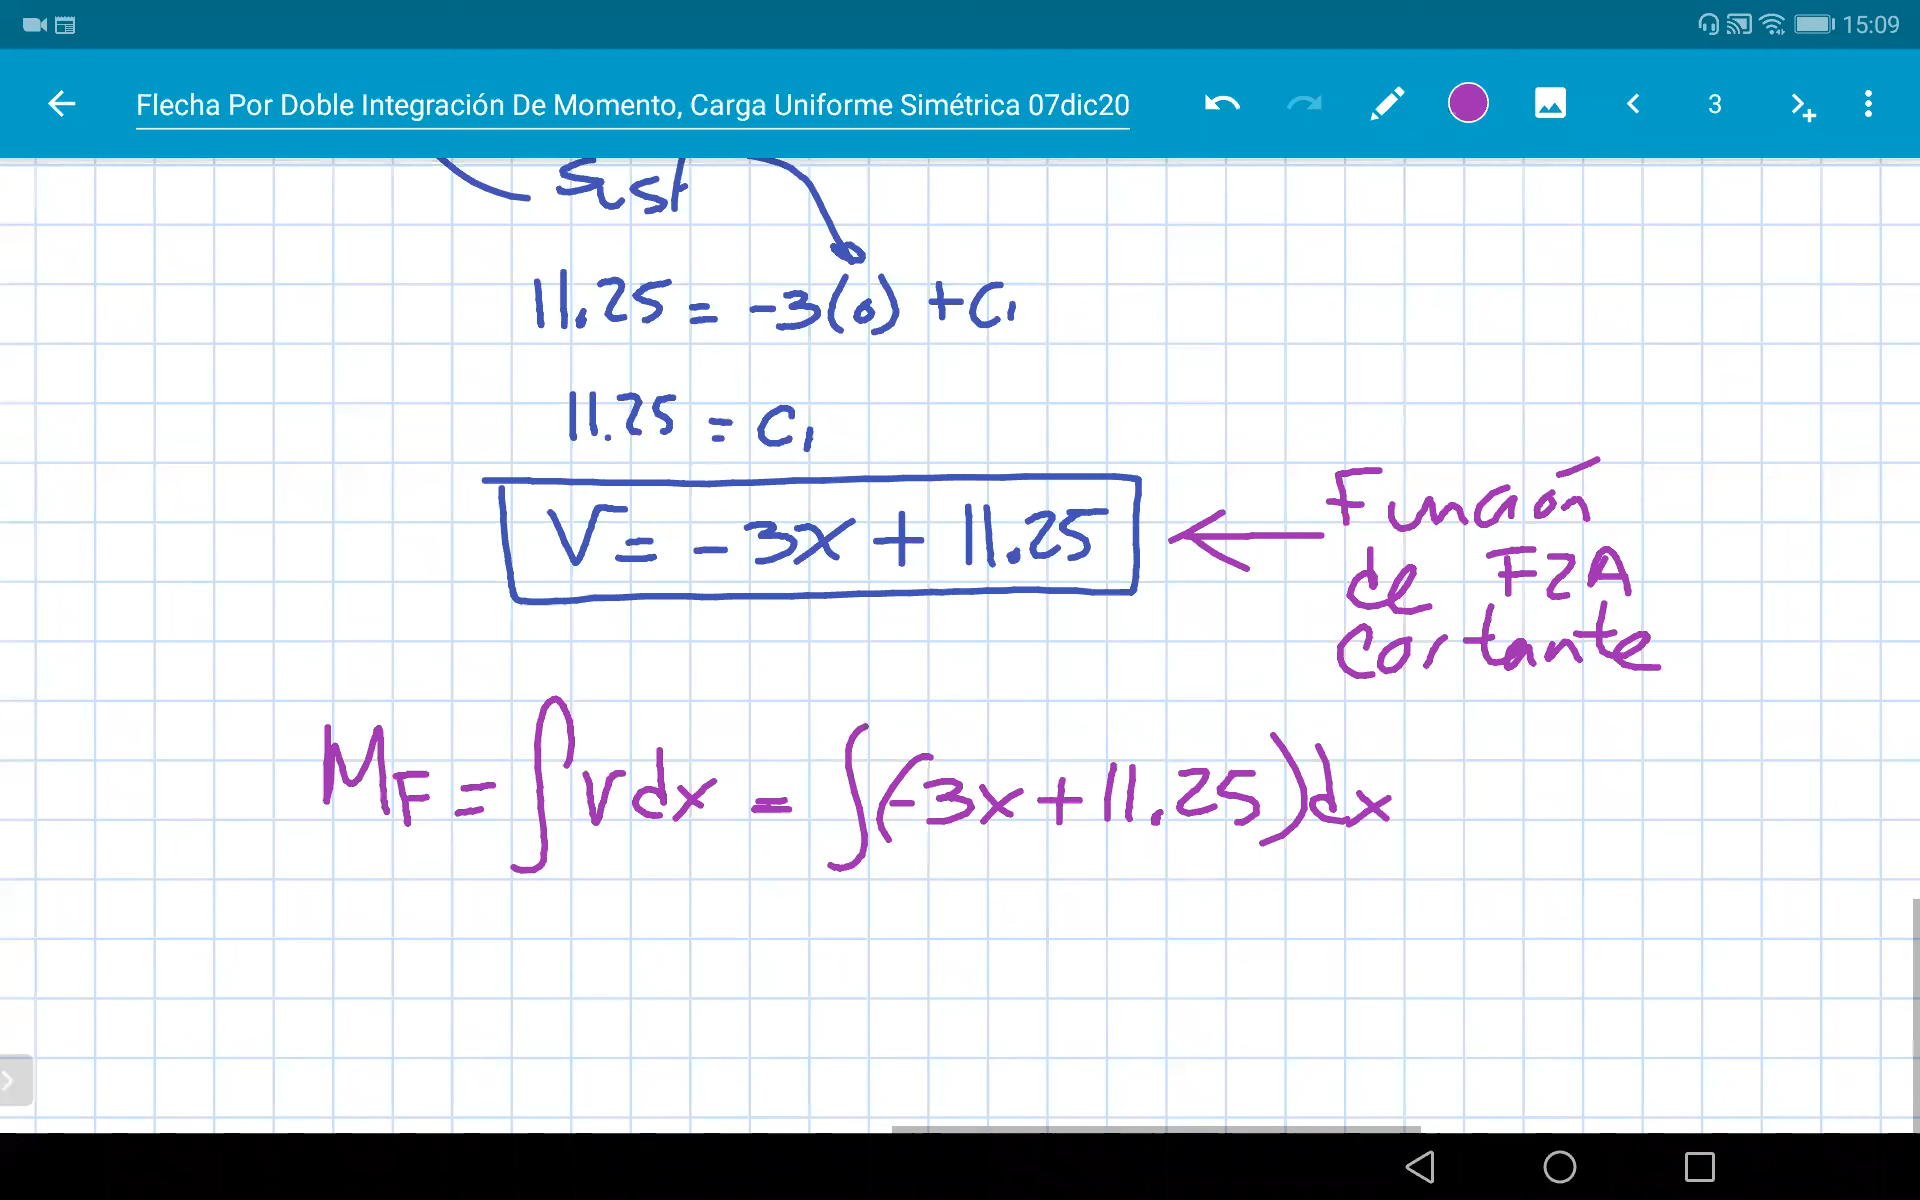 15:09
Flecha Por Doble Integración De Momento, Carga Uniforme Simétrica 07dic20
3
Sust
11.25 = -3(0) + C₁
11.25 = C₁
V = - 3x + 11.25
Función
de FZA
cortante
M_F = ∫Vdx = ∫(-3x + 11.25)dx